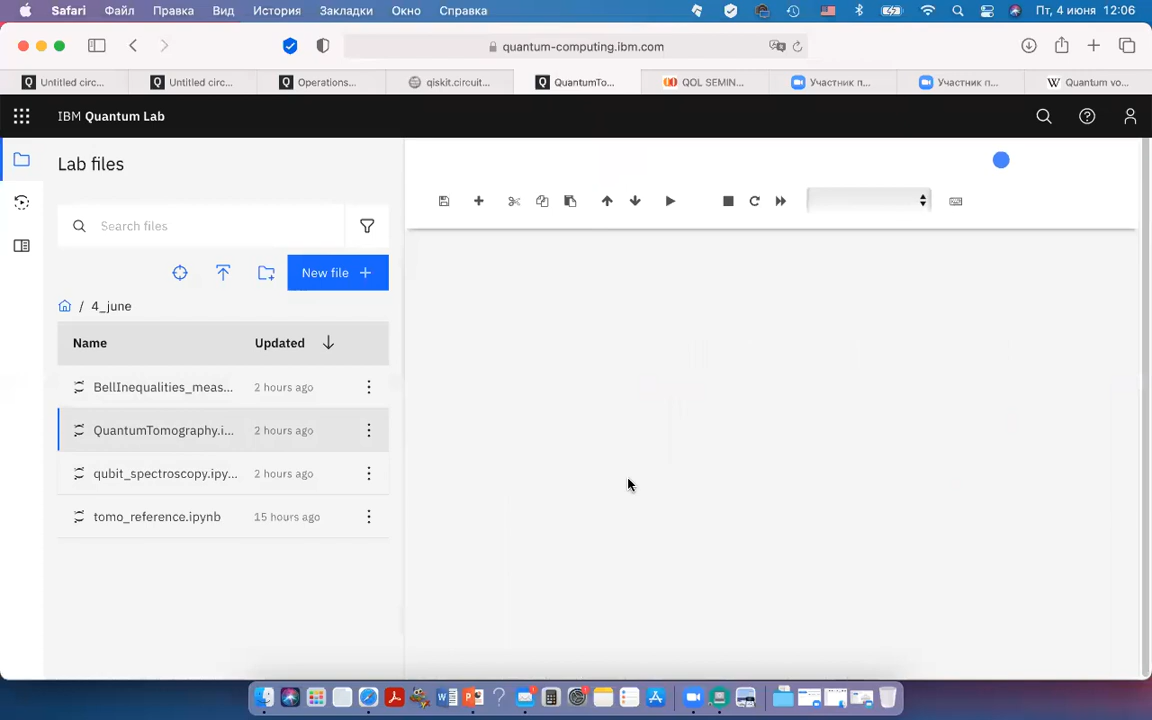 Safari Файл Правка Вид История Закладки Окно Справка Пт, 4 июня 12:06
quantum-computing.ibm.com
Untitled circ... Untitled circ... Operations... qiskit.circuit... QuantumTo... QOL SEMIN... Участник п... Участник п... Quantum vo...
IBM Quantum Lab
Lab files
Search files
New file +
/ 4_june
Name Updated
BellInequalities_meas... 2 hours ago
QuantumTomography.i... 2 hours ago
qubit_spectroscopy.ipy... 2 hours ago
tomo_reference.ipynb 15 hours ago